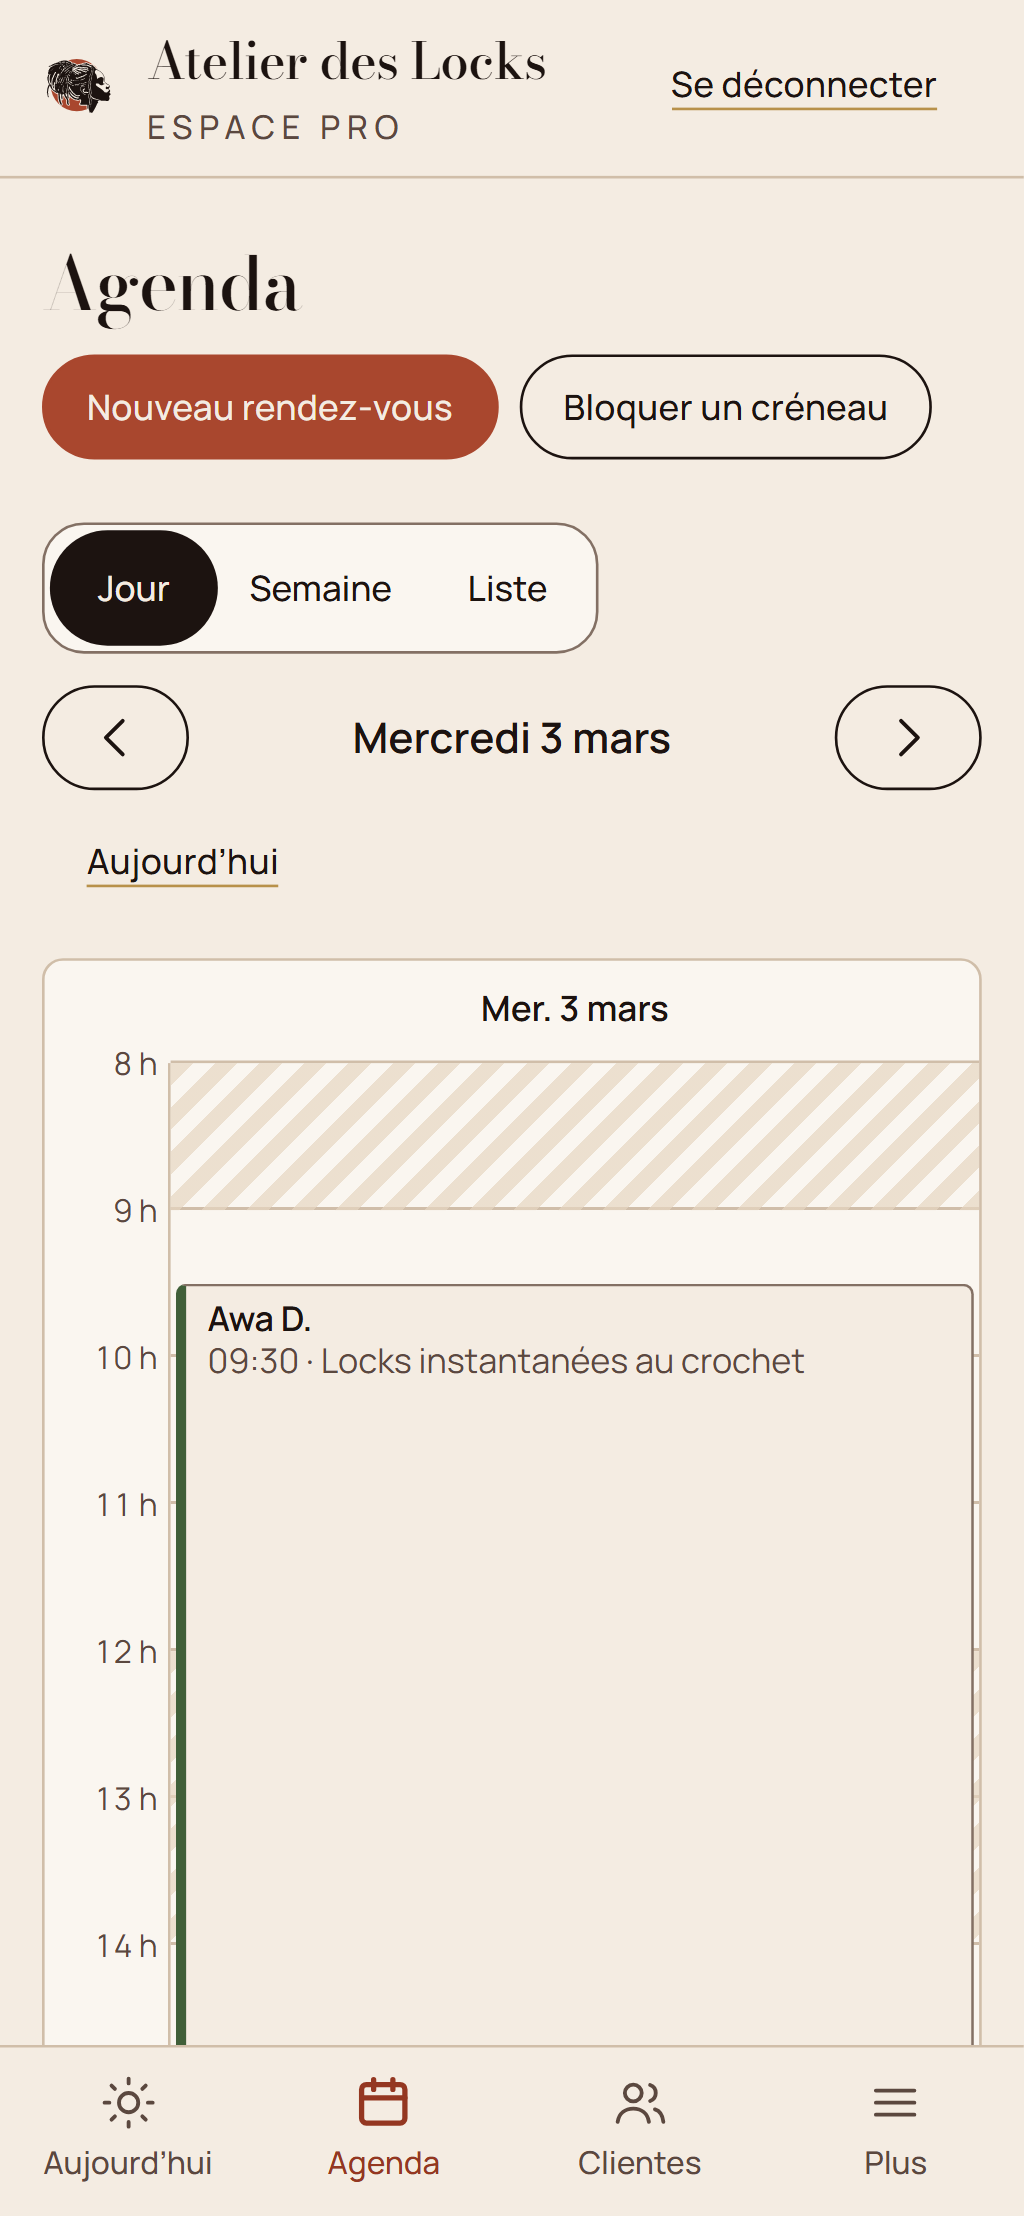 Atelier des Locks
ESPACE PRO
Se déconnecter
Agenda
Nouveau rendez-vous
Bloquer un créneau
Jour
Semaine
Liste
Mercredi 3 mars
Aujourd’hui
Mer. 3 mars
8 h
9 h
Awa D.
09:30 · Locks instantanées au crochet
10 h
11 h
12 h
13 h
14 h
Aujourd’hui
Agenda
Clientes
Plus